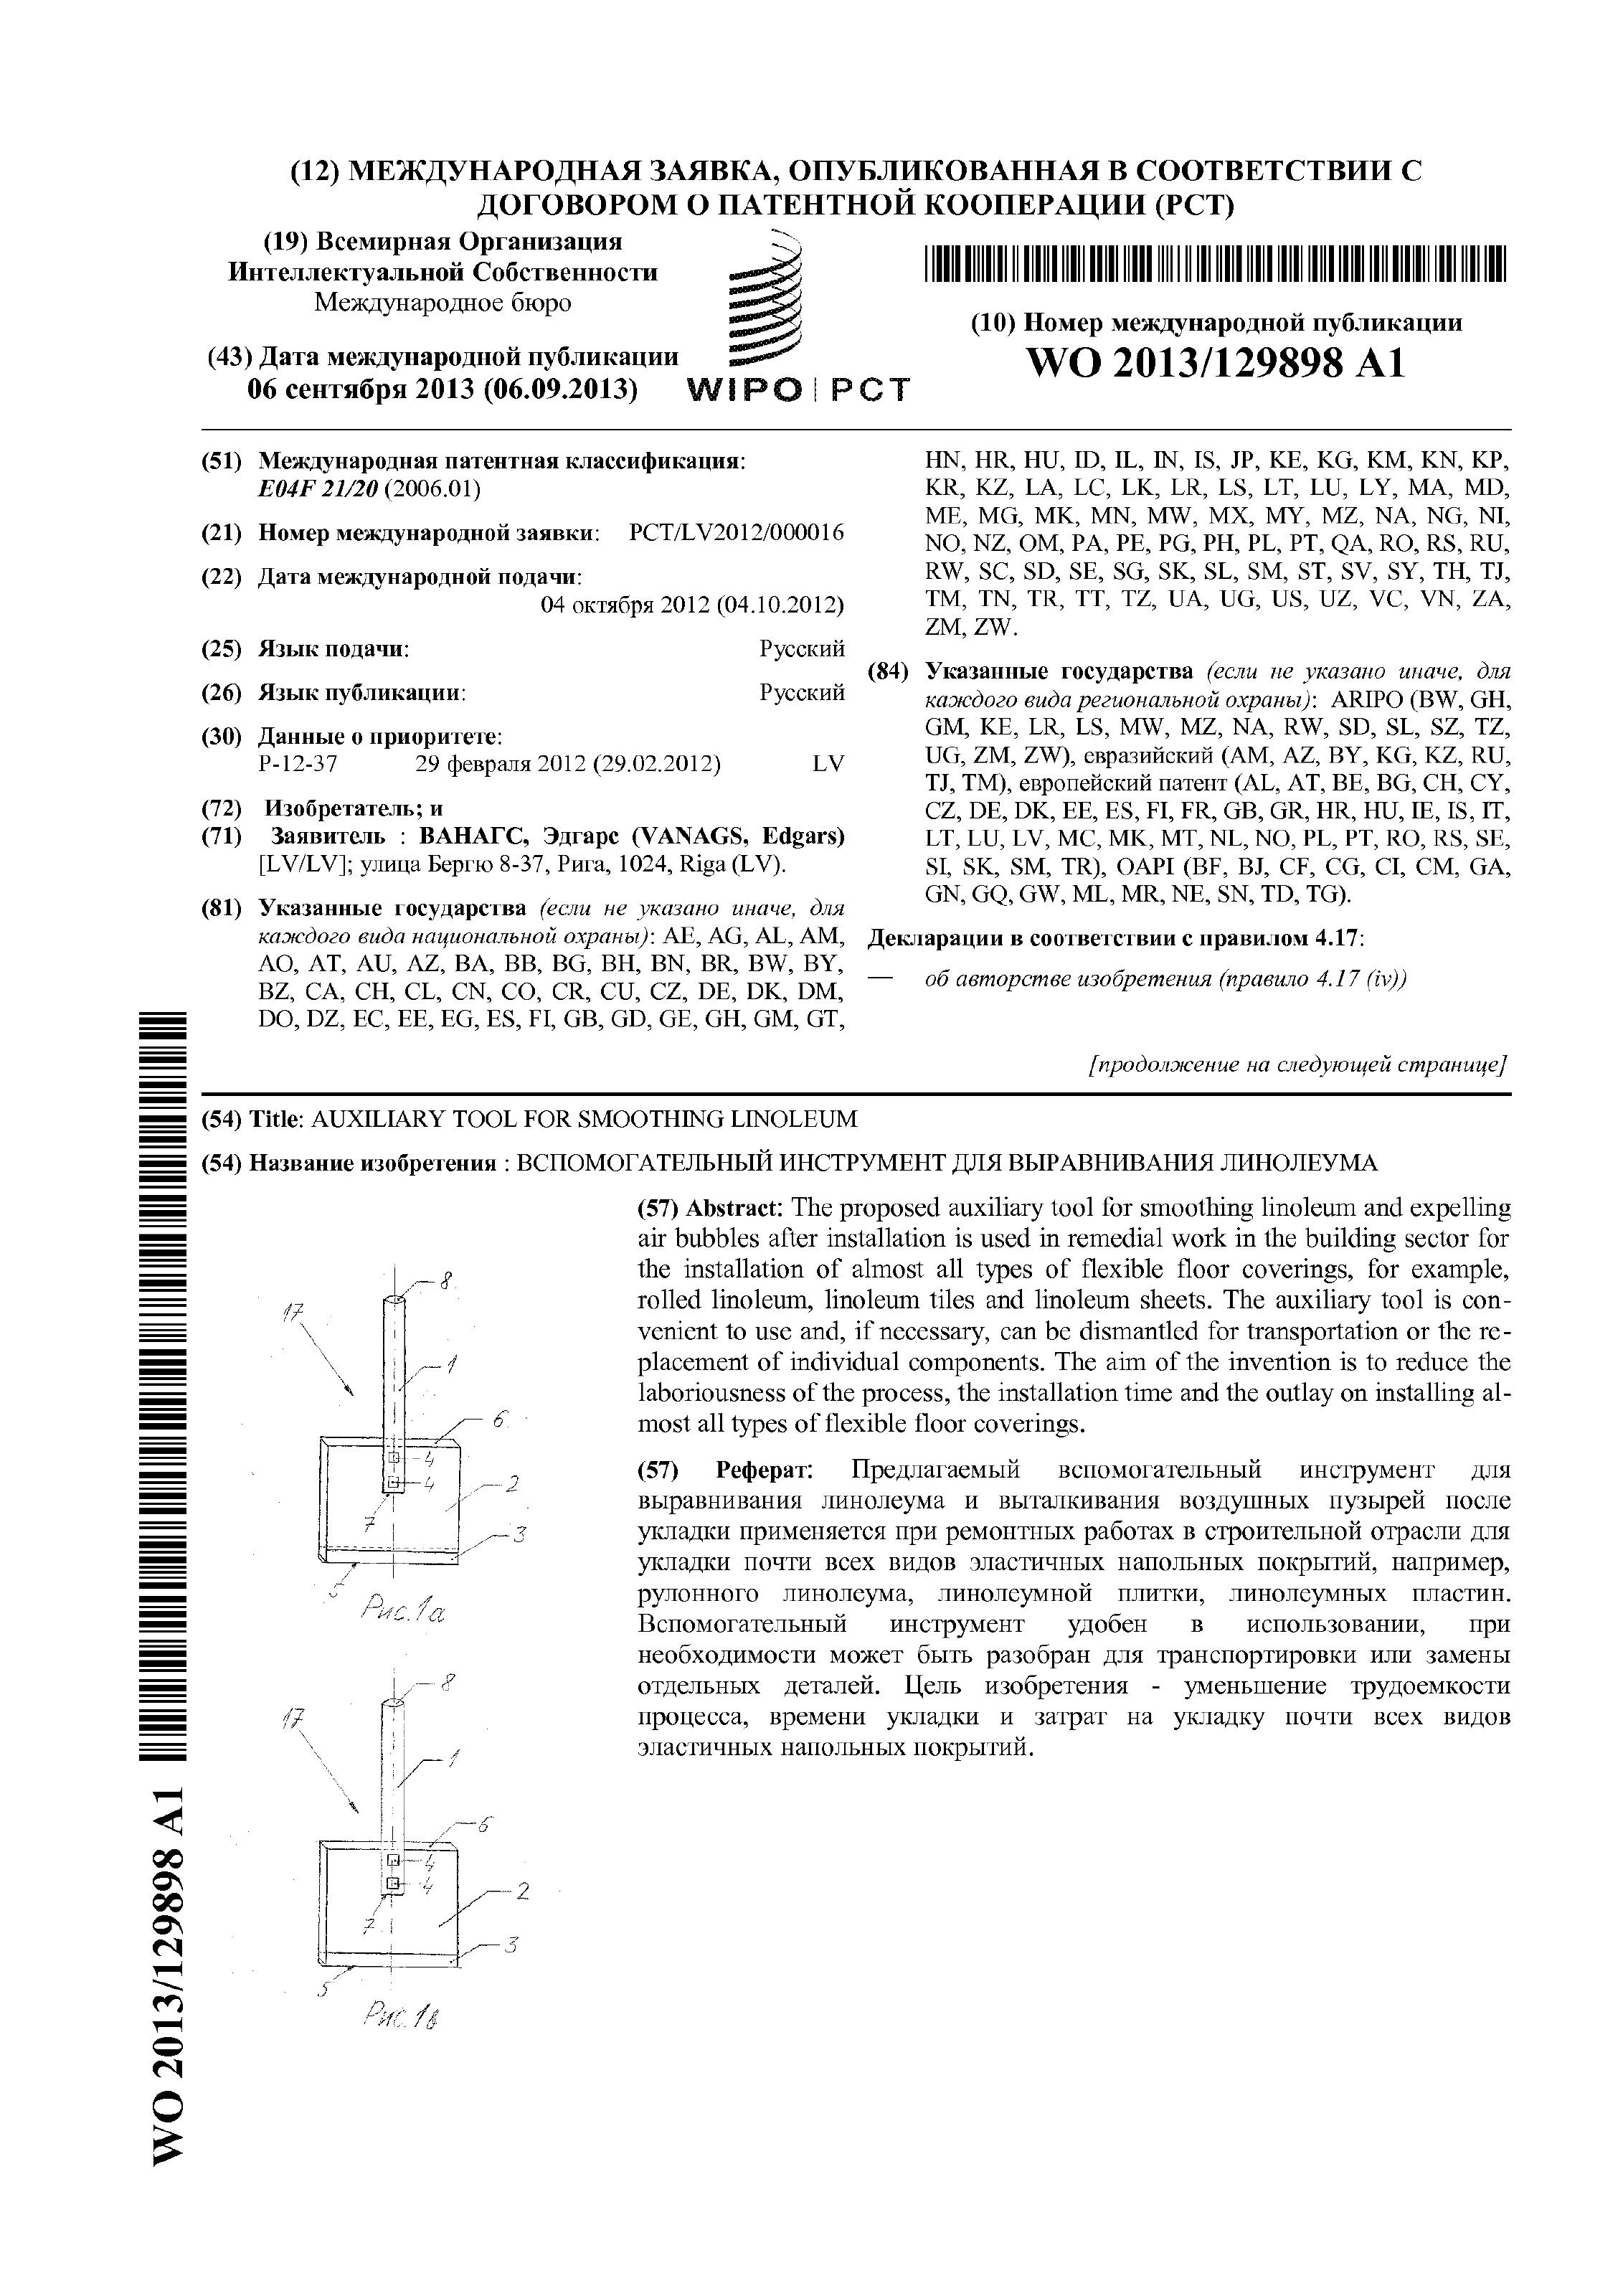 (12) МЕЖДУНАРОДНАЯ ЗАЯВКА, ОПУБЛИКОВАННАЯ В СООТВЕТСТВИИ С
ДОГОВОРОМ О ПАТЕНТНОЙ КООПЕРАЦИИ (РСТ)
(19) Всемирная Организация
Интеллектуальной Собственности
Международное бюро
(43) Дата международной публикации
06 сентября 2013 (06.09.2013)
WIPO | PCT
(10) Номер международной публикации
WO 2013/129898 A1
(51) Международная патентная классификация:
E04F 21/20 (2006.01)
(21) Номер международной заявки: PCT/LV2012/000016
(22) Дата международной подачи:
04 октября 2012 (04.10.2012)
(25) Язык подачи: Русский
(26) Язык публикации: Русский
(30) Данные о приоритете:
P-12-37 29 февраля 2012 (29.02.2012) LV
(72) Изобретатель; и
(71) Заявитель : ВАНАГС, Эдгарс (VANAGS, Edgars)
[LV/LV]; улица Бергю 8-37, Рига, 1024, Riga (LV).
(81) Указанные государства (если не указано иначе, для
каждого вида национальной охраны): AE, AG, AL, AM,
AO, AT, AU, AZ, BA, BB, BG, BH, BN, BR, BW, BY,
BZ, CA, CH, CL, CN, CO, CR, CU, CZ, DE, DK, DM,
DO, DZ, EC, EE, EG, ES, FI, GB, GD, GE, GH, GM, GT,
HN, HR, HU, ID, IL, IN, IS, JP, KE, KG, KM, KN, KP,
KR, KZ, LA, LC, LK, LR, LS, LT, LU, LY, MA, MD,
ME, MG, MK, MN, MW, MX, MY, MZ, NA, NG, NI,
NO, NZ, OM, PA, PE, PG, PH, PL, PT, QA, RO, RS, RU,
RW, SC, SD, SE, SG, SK, SL, SM, ST, SV, SY, TH, TJ,
TM, TN, TR, TT, TZ, UA, UG, US, UZ, VC, VN, ZA,
ZM, ZW.
(84) Указанные государства (если не указано иначе, для
каждого вида региональной охраны): ARIPO (BW, GH,
GM, KE, LR, LS, MW, MZ, NA, RW, SD, SL, SZ, TZ,
UG, ZM, ZW), евразийский (AM, AZ, BY, KG, KZ, RU,
TJ, TM), европейский патент (AL, AT, BE, BG, CH, CY,
CZ, DE, DK, EE, ES, FI, FR, GB, GR, HR, HU, IE, IS, IT,
LT, LU, LV, MC, MK, MT, NL, NO, PL, PT, RO, RS, SE,
SI, SK, SM, TR), OAPI (BF, BJ, CF, CG, CI, CM, GA,
GN, GQ, GW, ML, MR, NE, SN, TD, TG).
Декларации в соответствии с правилом 4.17:
— об авторстве изобретения (правило 4.17 (iv))
[продолжение на следующей странице]
(54) Title: AUXILIARY TOOL FOR SMOOTHING LINOLEUM
(54) Название изобретения : ВСПОМОГАТЕЛЬНЫЙ ИНСТРУМЕНТ ДЛЯ ВЫРАВНИВАНИЯ ЛИНОЛЕУМА
(57) Abstract: The proposed auxiliary tool for smoothing linoleum and expelling
air bubbles after installation is used in remedial work in the building sector for
the installation of almost all types of flexible floor coverings, for example,
rolled linoleum, linoleum tiles and linoleum sheets. The auxiliary tool is con-
venient to use and, if necessary, can be dismantled for transportation or the re-
placement of individual components. The aim of the invention is to reduce the
laboriousness of the process, the installation time and the outlay on installing al-
most all types of flexible floor coverings.
(57) Реферат: Предлагаемый вспомогательный инструмент для
выравнивания линолеума и выталкивания воздушных пузырей после
укладки применяется при ремонтных работах в строительной отрасли для
укладки почти всех видов эластичных напольных покрытий, например,
рулонного линолеума, линолеумной плитки, линолеумных пластин.
Вспомогательный инструмент удобен в использовании, при
необходимости может быть разобран для транспортировки или замены
отдельных деталей. Цель изобретения - уменьшение трудоемкости
процесса, времени укладки и затрат на укладку почти всех видов
эластичных напольных покрытий.
8
17
1
6
4
4
2
7
3
5
Рис.1а
8
17
1
6
4
4
2
7
3
5
Рис.1в
WO 2013/129898 A1